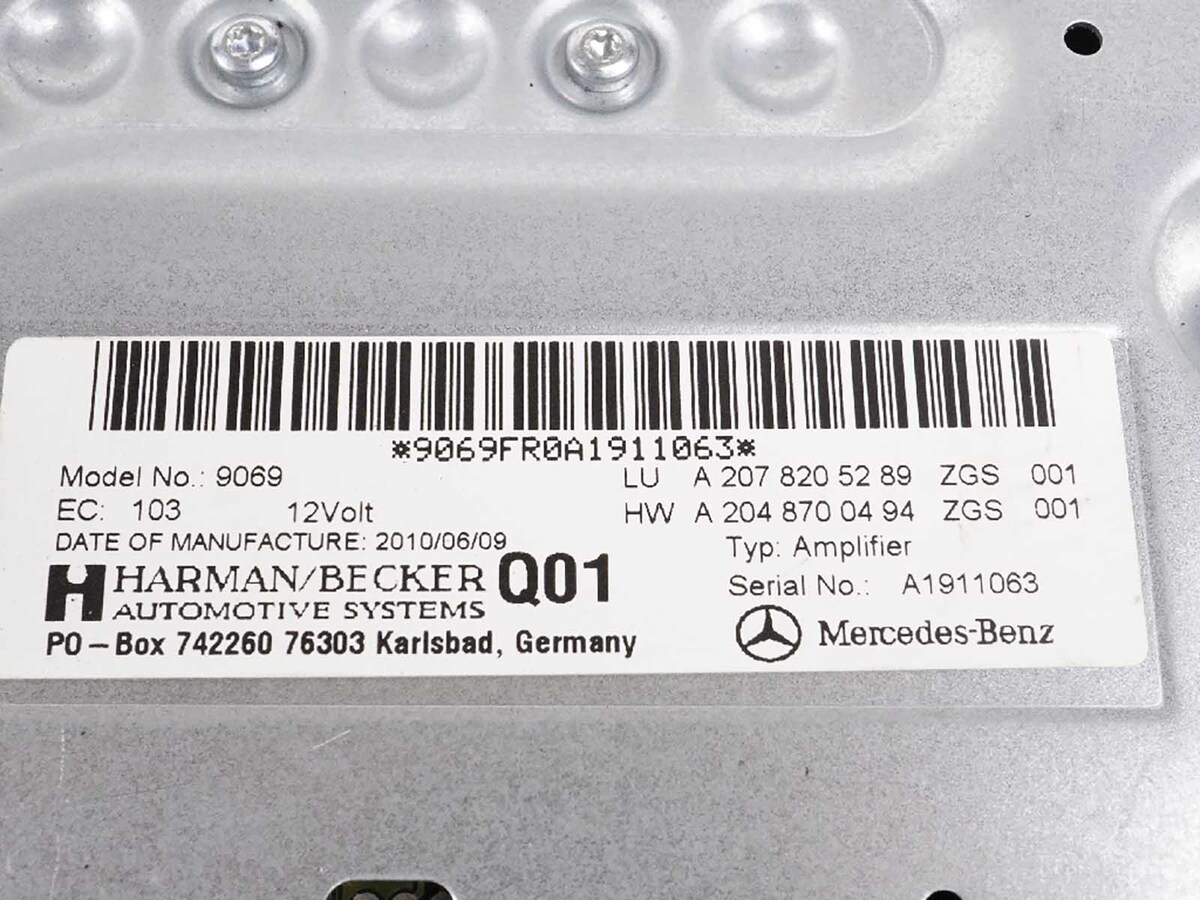 *9069FR0A1911063*
Model No.: 9069
LU A 207 820 52 89 ZGS 001
EC: 103 12Volt
HW A 204 870 04 94 ZGS 001
DATE OF MANUFACTURE: 2010/06/09
Typ: Amplifier
HARMAN/BECKER Q01
AUTOMOTIVE SYSTEMS
Serial No.: A1911063
PO-Box 742260 76303 Karlsbad, Germany
Mercedes-Benz